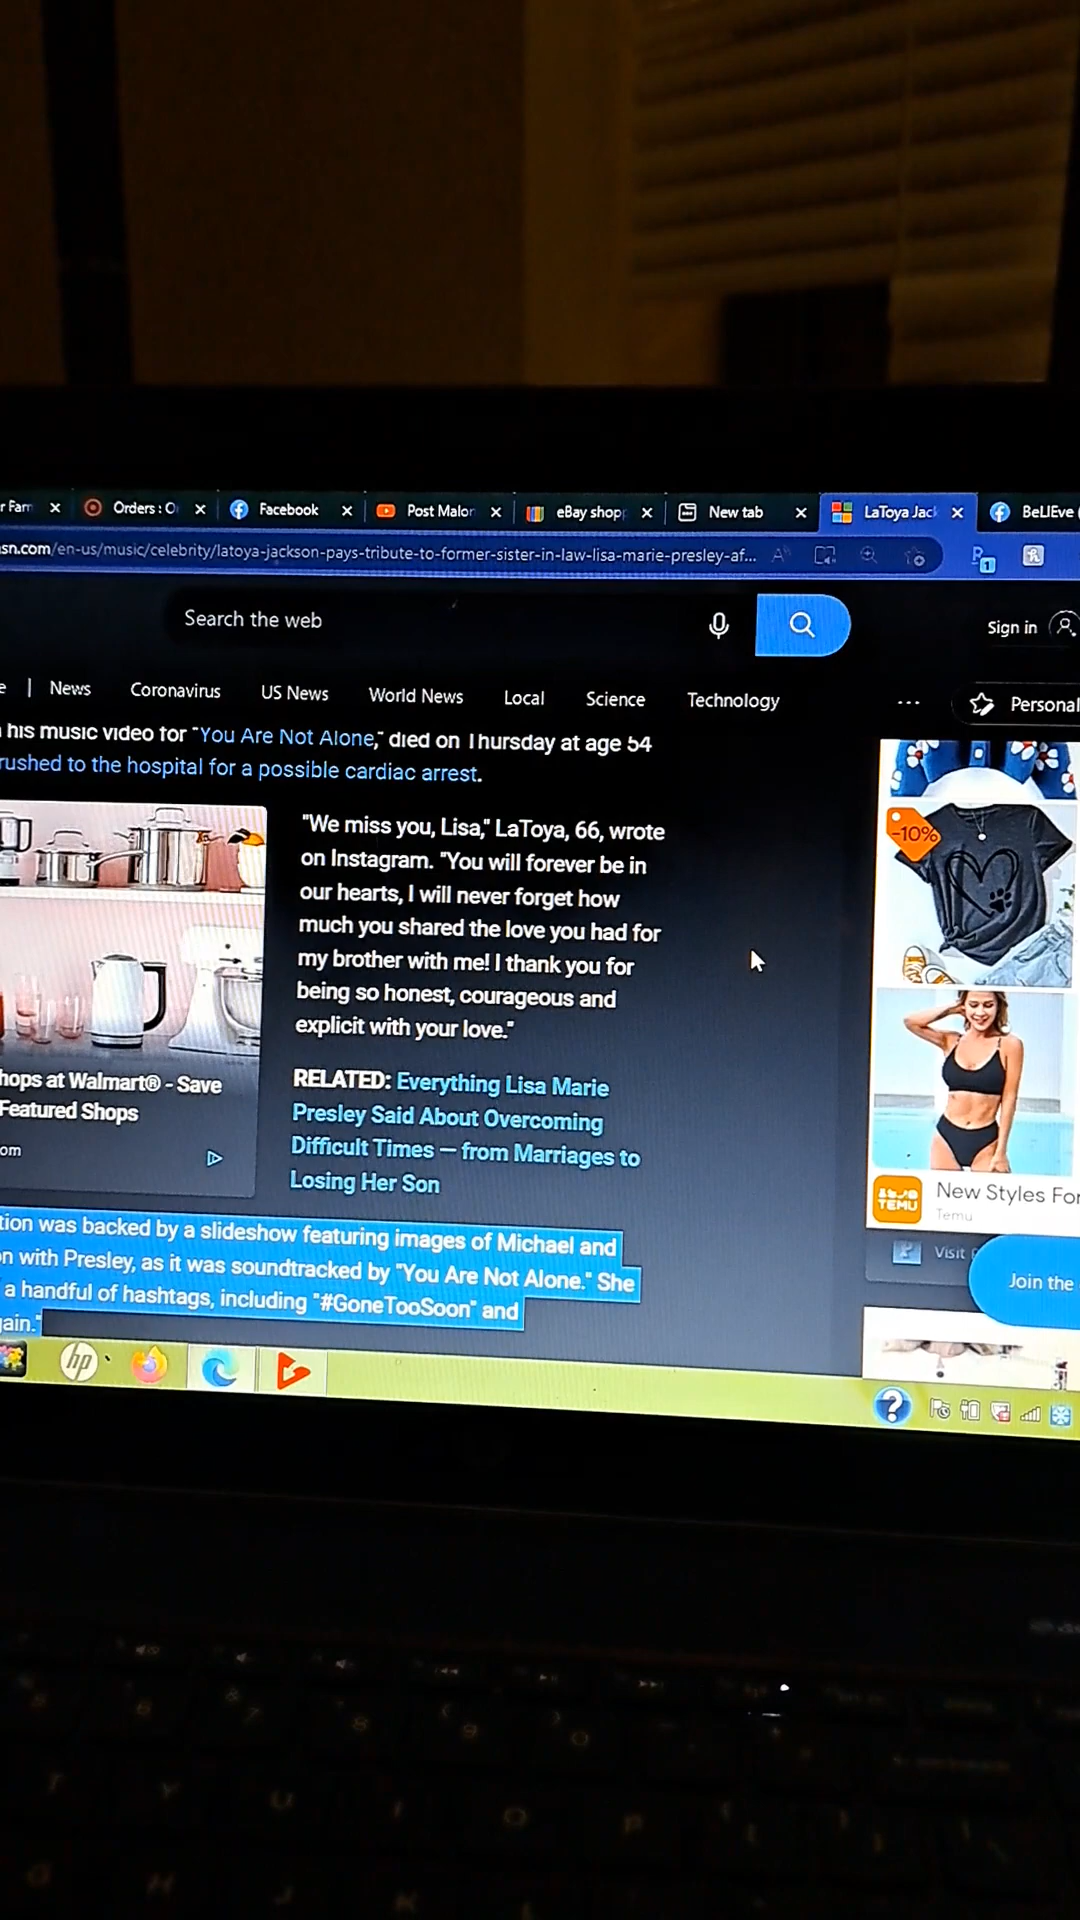 r Farm
Orders : O
Facebook
Post Malon
eBay shop
New tab
LaToya Jack
BeLIEve
sn.com/en-us/music/celebrity/latoya-jackson-pays-tribute-to-former-sister-in-law-lisa-marie-presley-af...
Search the web
Sign in
e | News Coronavirus US News World News Local Science Technology ... Personal
his music video for "You Are Not Alone," died on Thursday at age 54
rushed to the hospital for a possible cardiac arrest.
"We miss you, Lisa," LaToya, 66, wrote
on Instagram. "You will forever be in
our hearts, I will never forget how
much you shared the love you had for
my brother with me! I thank you for
being so honest, courageous and
explicit with your love."
RELATED: Everything Lisa Marie
Presley Said About Overcoming
Difficult Times — from Marriages to
Losing Her Son
hops at Walmart® - Save
Featured Shops
om
tion was backed by a slideshow featuring images of Michael and
on with Presley, as it was soundtracked by "You Are Not Alone." She
a handful of hashtags, including "#GoneTooSoon" and
gain."
-10%
TEMU
New Styles For
Temu
Visit
Join the
hp